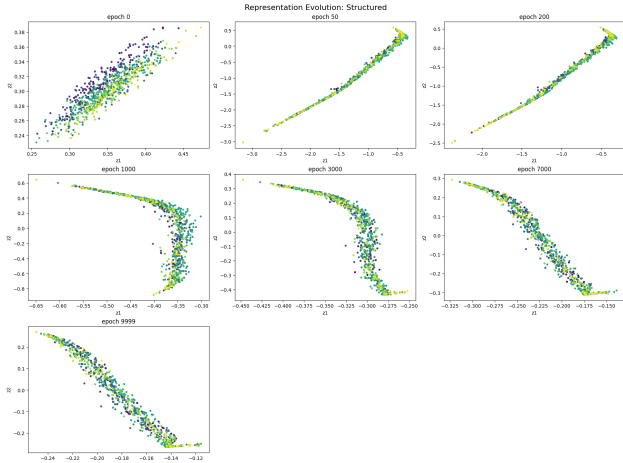 Representation Evolution: Structured
epoch 0
0.38
0.36
0.34
0.32
0.30
0.28
0.26
0.24
z2
0.25 0.30 0.35 0.40 0.45
z1
epoch 50
0.5
0.0
−0.5
−1.0
−1.5
−2.0
−2.5
−3.0
z2
−3.0 −2.5 −2.0 −1.5 −1.0 −0.5
z1
epoch 200
0.5
0.0
−0.5
−1.0
−1.5
−2.0
−2.5
z2
−2.0 −1.5 −1.0 −0.5
z1
epoch 1000
0.6
0.4
0.2
0.0
−0.2
−0.4
−0.6
−0.8
z2
−0.65 −0.60 −0.55 −0.50 −0.45 −0.40 −0.35 −0.30
z1
epoch 3000
0.4
0.3
0.2
0.1
0.0
−0.1
−0.2
−0.3
−0.4
z2
−0.450 −0.425 −0.400 −0.375 −0.350 −0.325 −0.300 −0.275 −0.250
z1
epoch 7000
0.3
0.2
0.1
0.0
−0.1
−0.2
−0.3
z2
−0.325 −0.300 −0.275 −0.250 −0.225 −0.200 −0.175 −0.150
z1
epoch 9999
0.2
0.1
0.0
−0.1
−0.2
z2
−0.24 −0.22 −0.20 −0.18 −0.16 −0.14 −0.12
z1